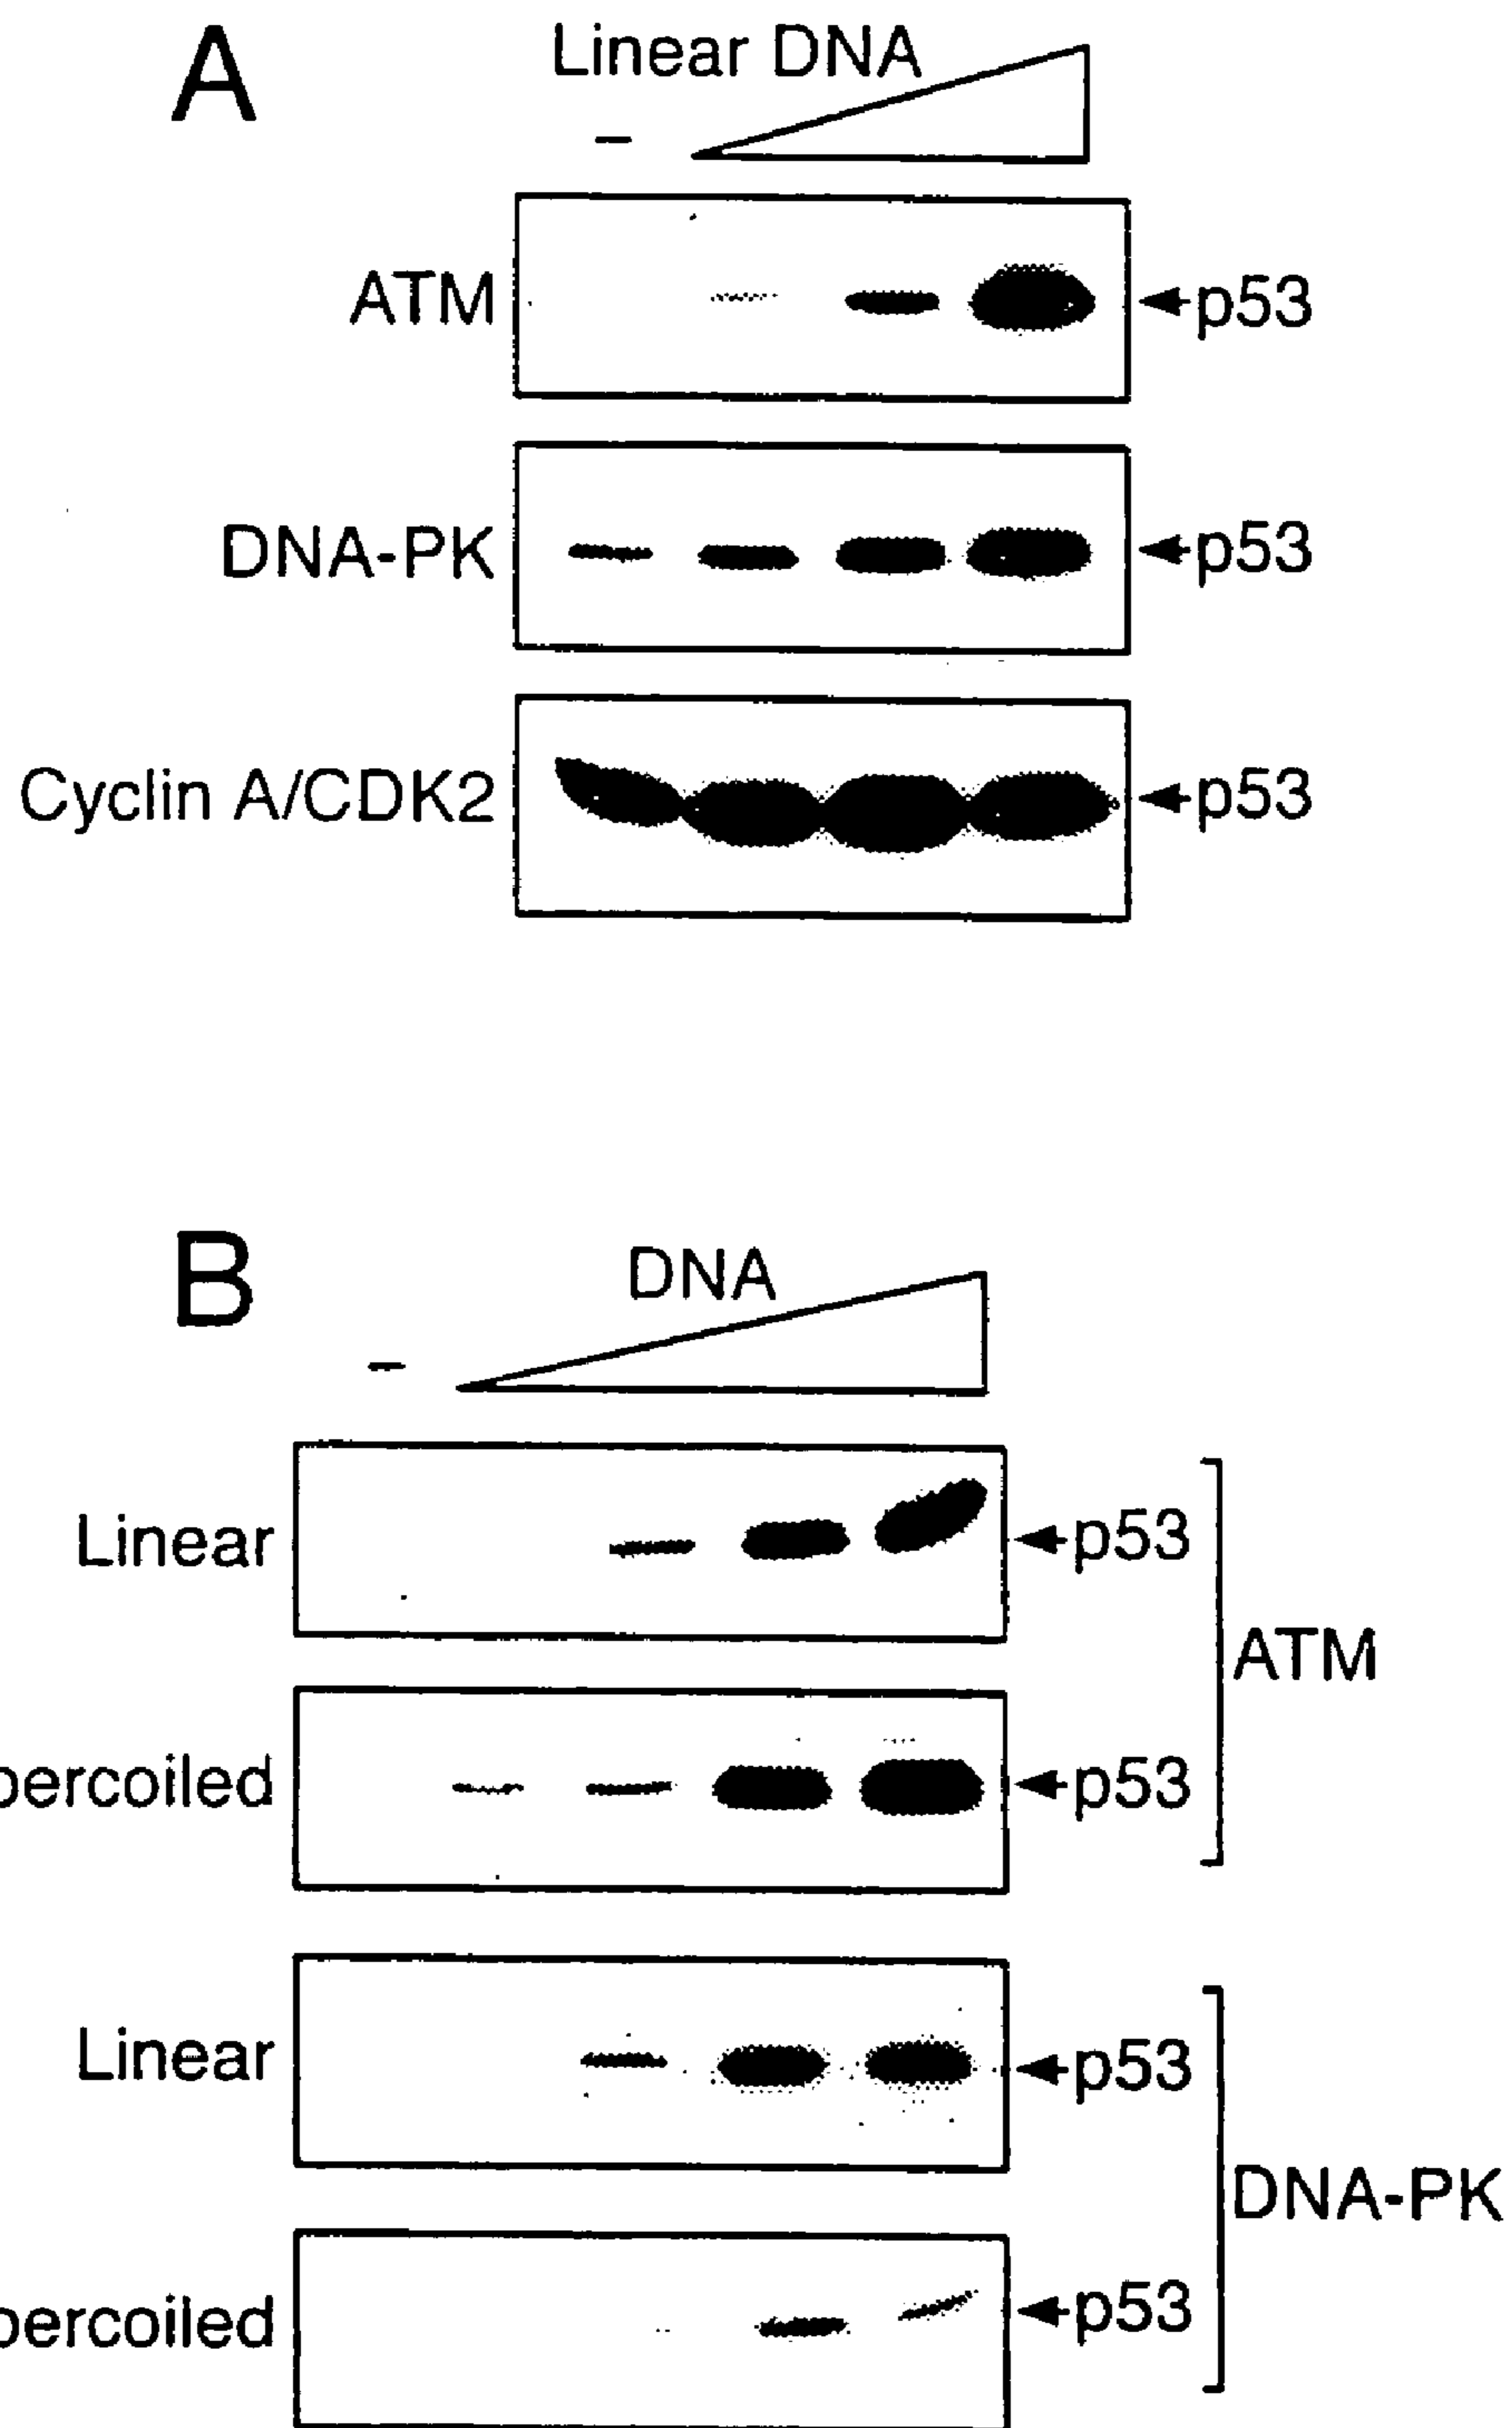 A
Linear DNA
–
ATM
p53
DNA-PK
p53
Cyclin A/CDK2
p53
B
DNA
–
Linear
p53
ATM
percoiled
p53
Linear
p53
DNA-PK
percoiled
p53